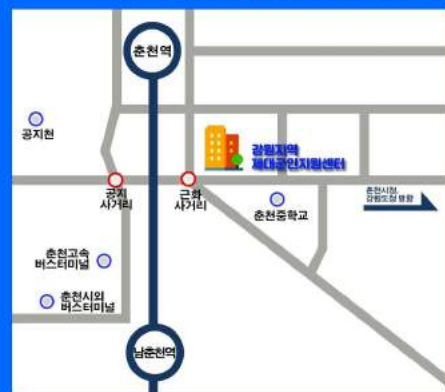 춘천역
공지천
강원지역
제대군인지원센터
공지
사거리
근화
사거리
춘천중학교
춘천시청,
강원도청 방향
춘천고속
버스터미널
춘천시외
버스터미널
남춘천역